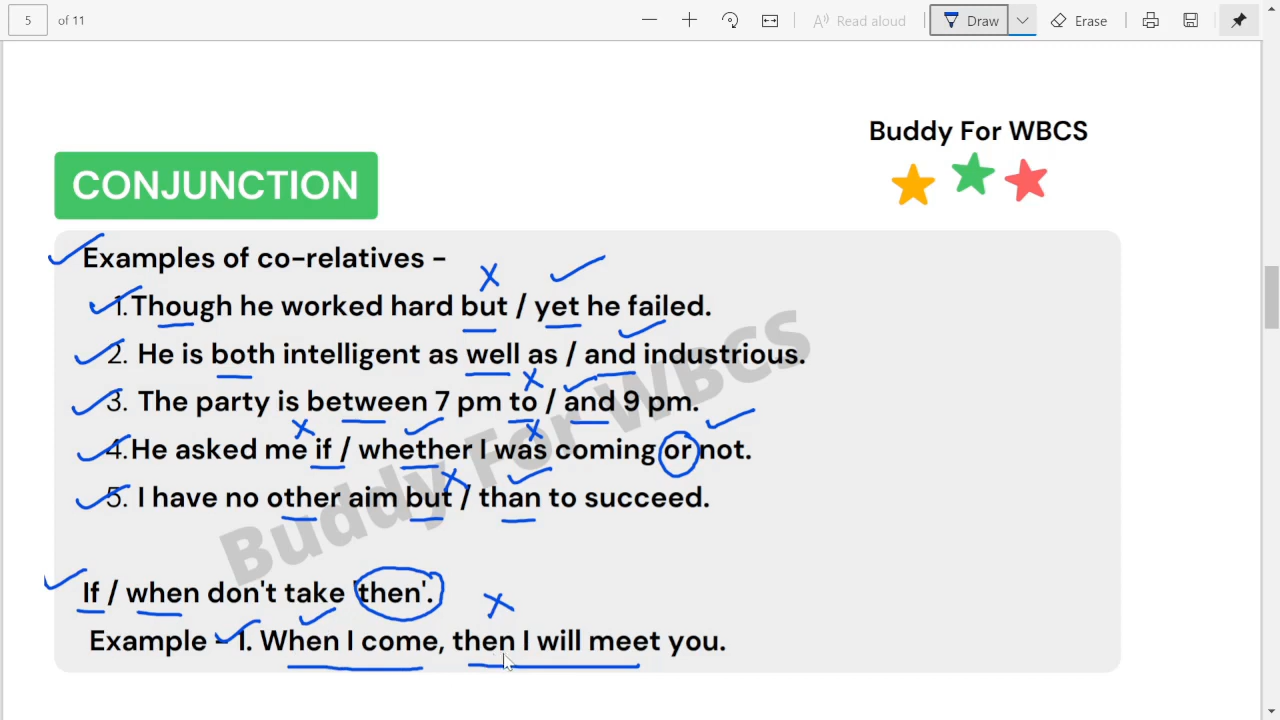 5 of 11 Read aloud Draw Erase
Buddy For WBCS
CONJUNCTION
Examples of co-relatives -
1.Though he worked hard but / yet he failed.
2. He is both intelligent as well as / and industrious.
3. The party is between 7 pm to / and 9 pm.
4.He asked me if / whether I was coming or not.
5. I have no other aim but / than to succeed.
Buddy For WBCS
If / when don't take 'then'.
Example - 1. When I come, then I will meet you.